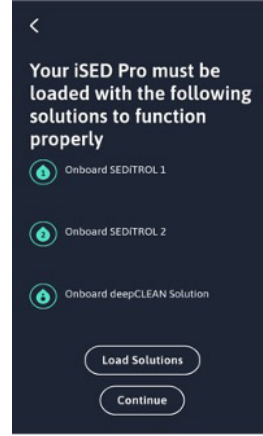 Your iSED Pro must be
loaded with the following
solutions to function
properly
1 Onboard SEDiTROL 1
2 Onboard SEDiTROL 2
Onboard deepCLEAN Solution
Load Solutions
Continue